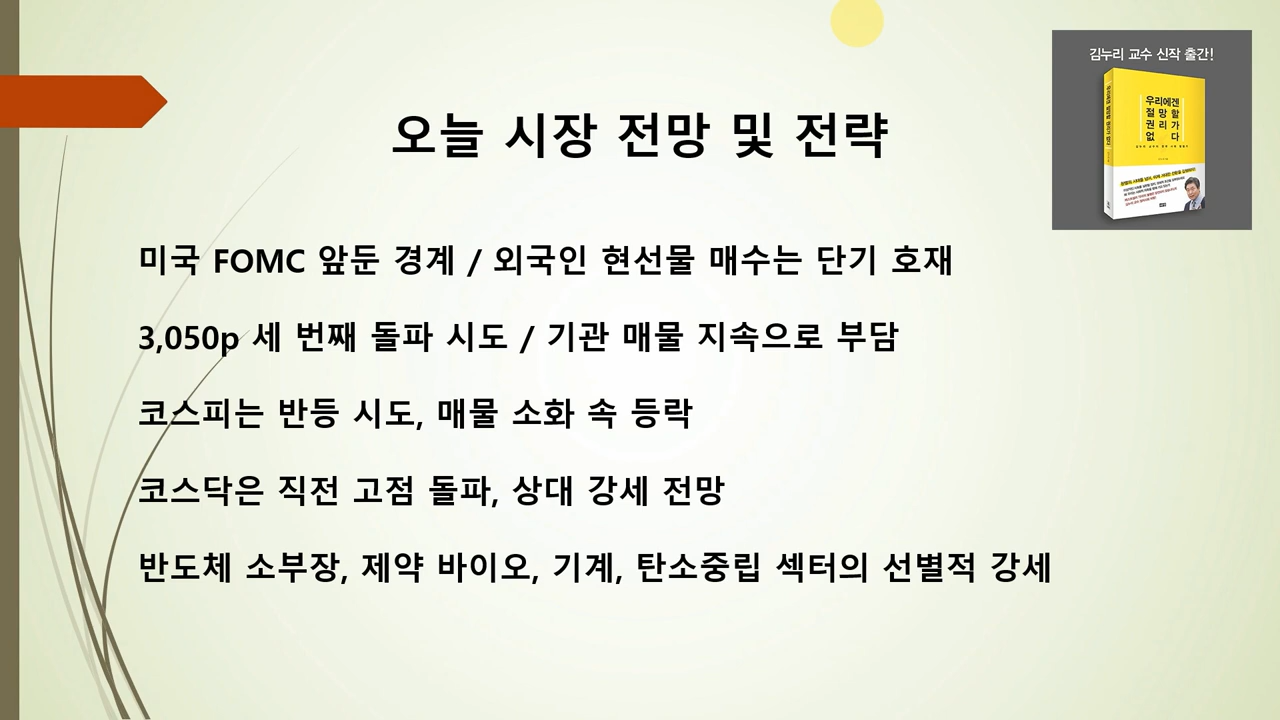 김누리 교수 신작 출간!
우리에겐
절망할
권리가
없다
오늘 시장 전망 및 전략
미국 FOMC 앞둔 경계 / 외국인 현선물 매수는 단기 호재
3,050p 세 번째 돌파 시도 / 기관 매물 지속으로 부담
코스피는 반등 시도, 매물 소화 속 등락
코스닥은 직전 고점 돌파, 상대 강세 전망
반도체 소부장, 제약 바이오, 기계, 탄소중립 섹터의 선별적 강세